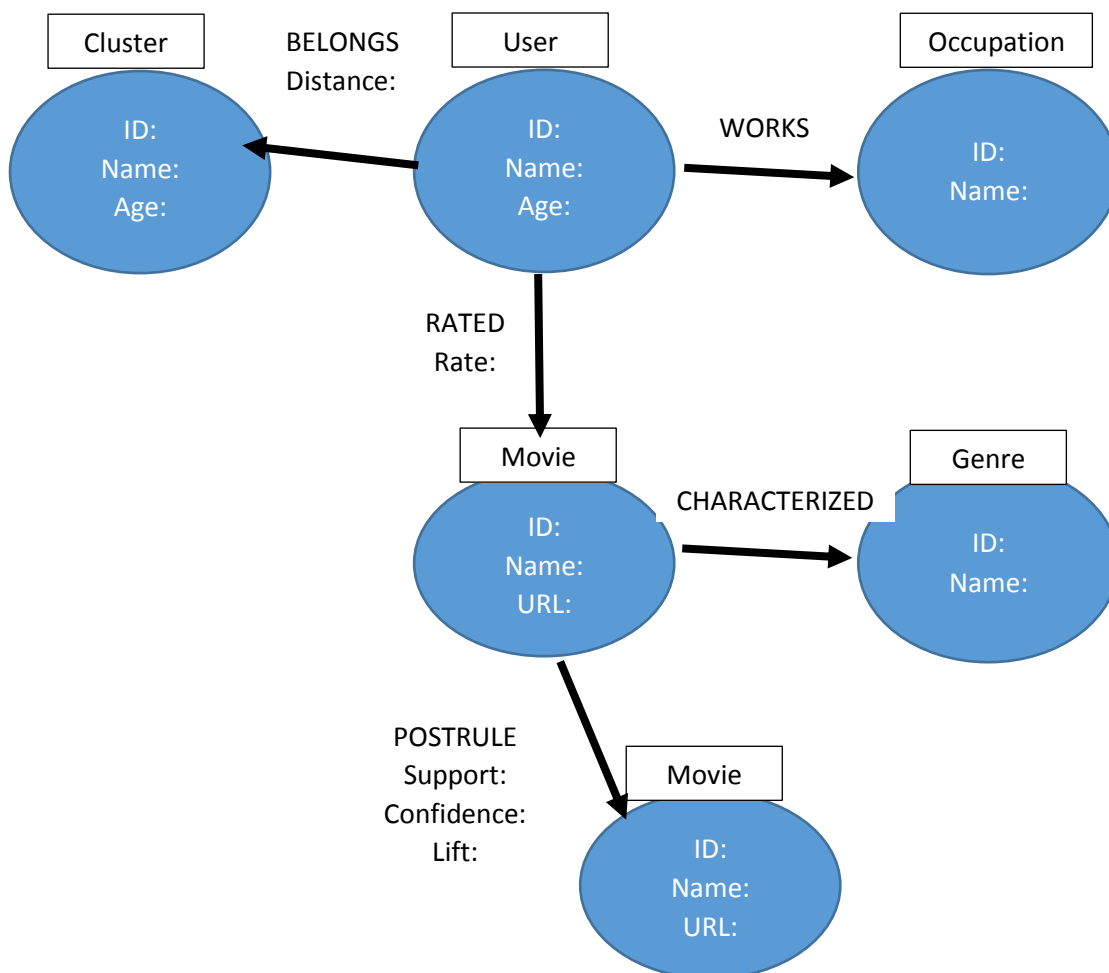 Cluster
BELONGS
Distance:
User
Occupation
ID:
Name:
Age:
ID:
Name:
Age:
WORKS
ID:
Name:
RATED
Rate:
Movie
Genre
ID:
Name:
URL:
CHARACTERIZED
ID:
Name:
POSTRULE
Support:
Confidence:
Lift:
Movie
ID:
Name:
URL: